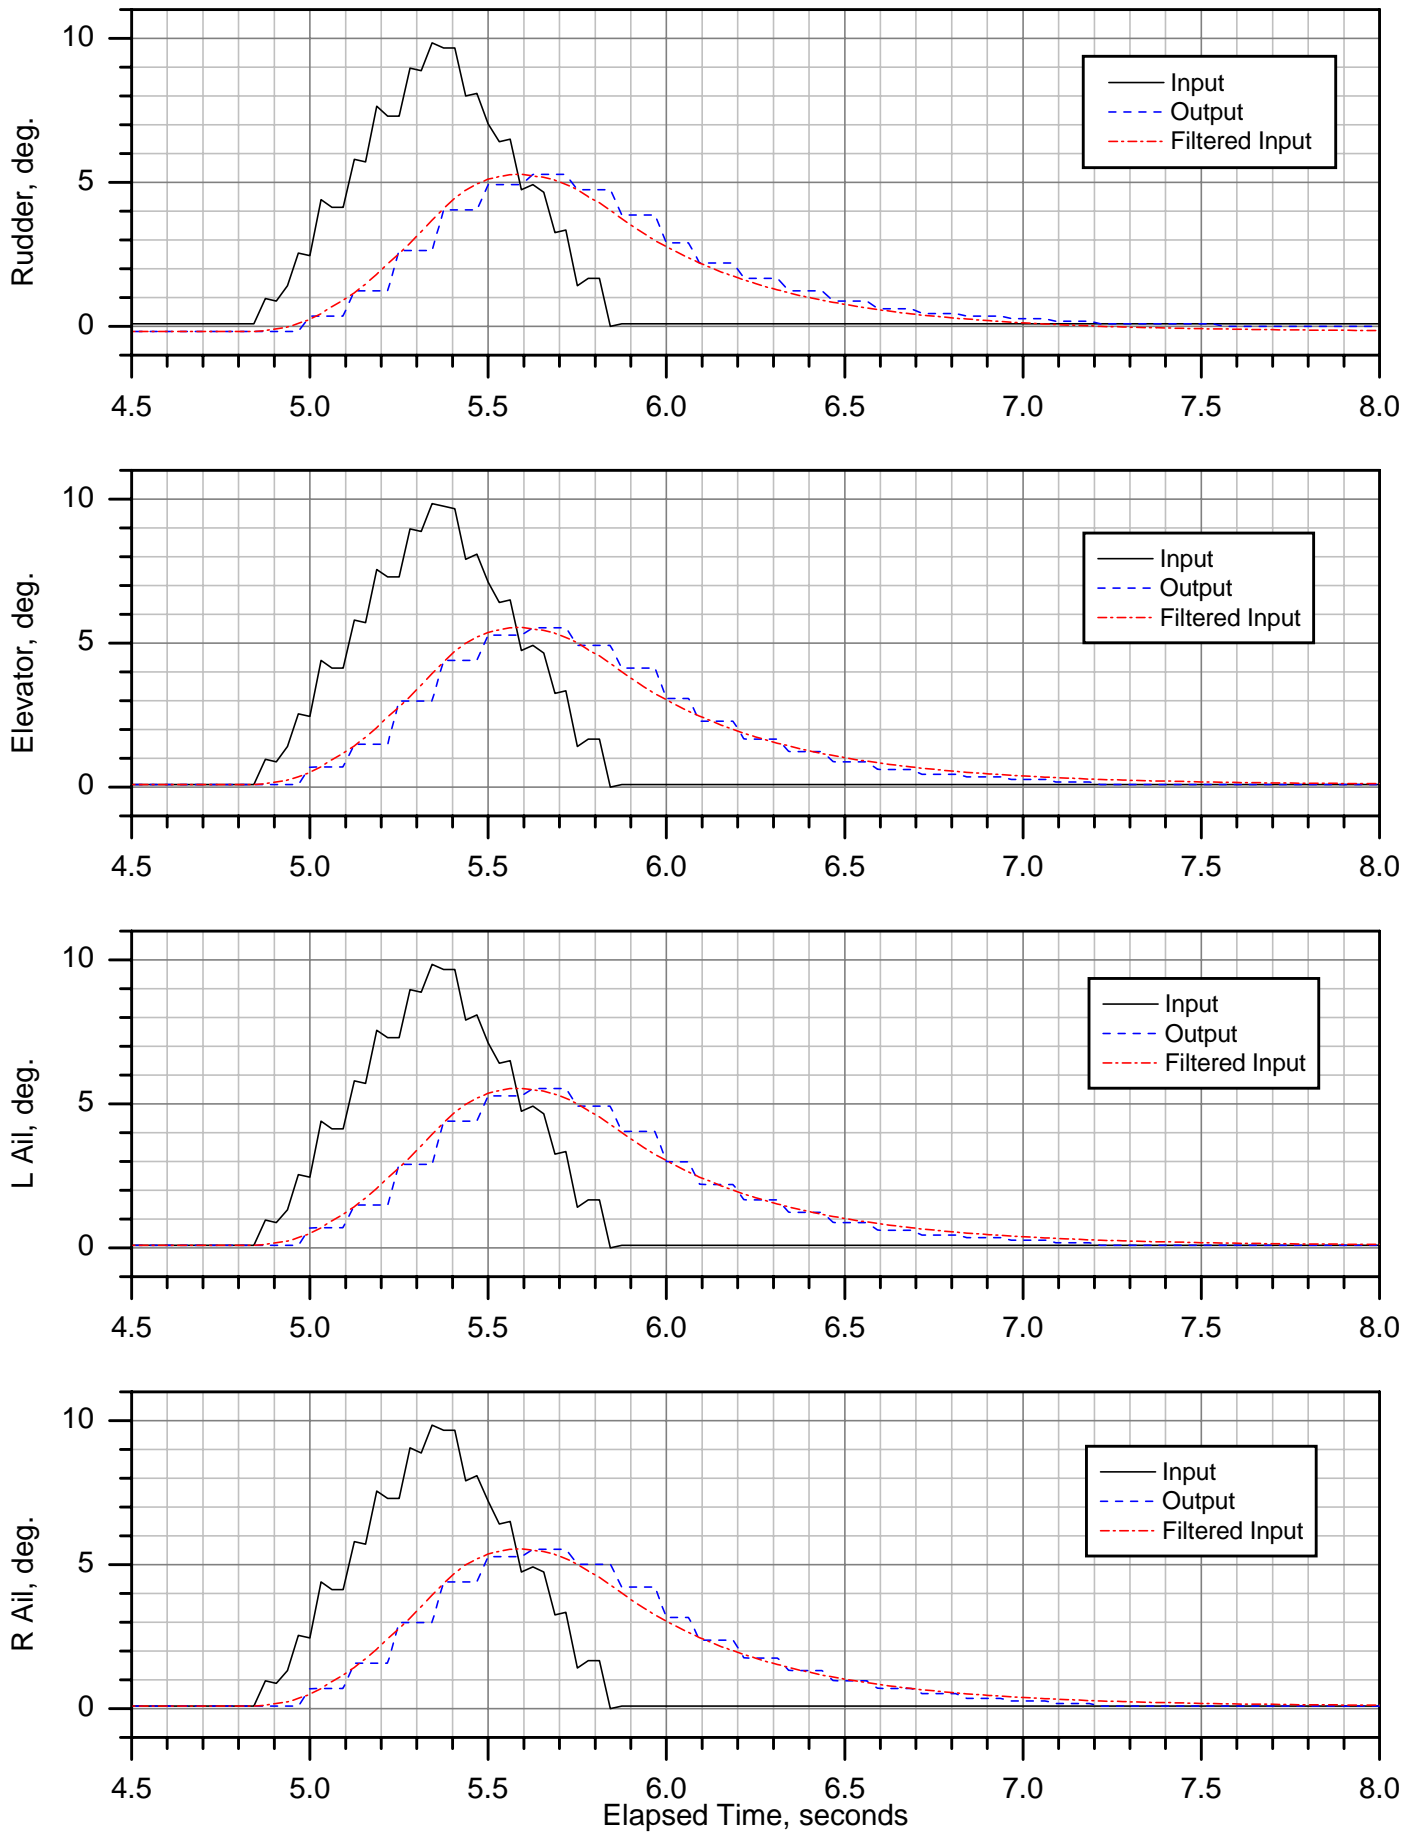 Rudder, deg.
10
5
0
Input
Output
Filtered Input
4.5 5.0 5.5 6.0 6.5 7.0 7.5 8.0
Elevator, deg.
10
5
0
Input
Output
Filtered Input
4.5 5.0 5.5 6.0 6.5 7.0 7.5 8.0
L Ail, deg.
10
5
0
Input
Output
Filtered Input
4.5 5.0 5.5 6.0 6.5 7.0 7.5 8.0
R Ail, deg.
10
5
0
Input
Output
Filtered Input
4.5 5.0 5.5 6.0 6.5 7.0 7.5 8.0
Elapsed Time, seconds